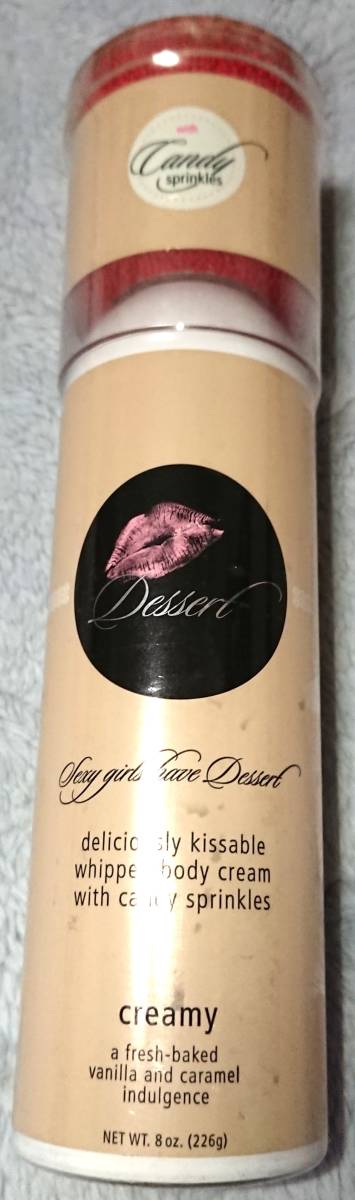 with
Candy
sprinkles
Dessert
Sexy girls have Dessert
deliciously kissable
whipped body cream
with candy sprinkles
creamy
a fresh-baked
vanilla and caramel
indulgence
NET WT. 8 oz. (226g)